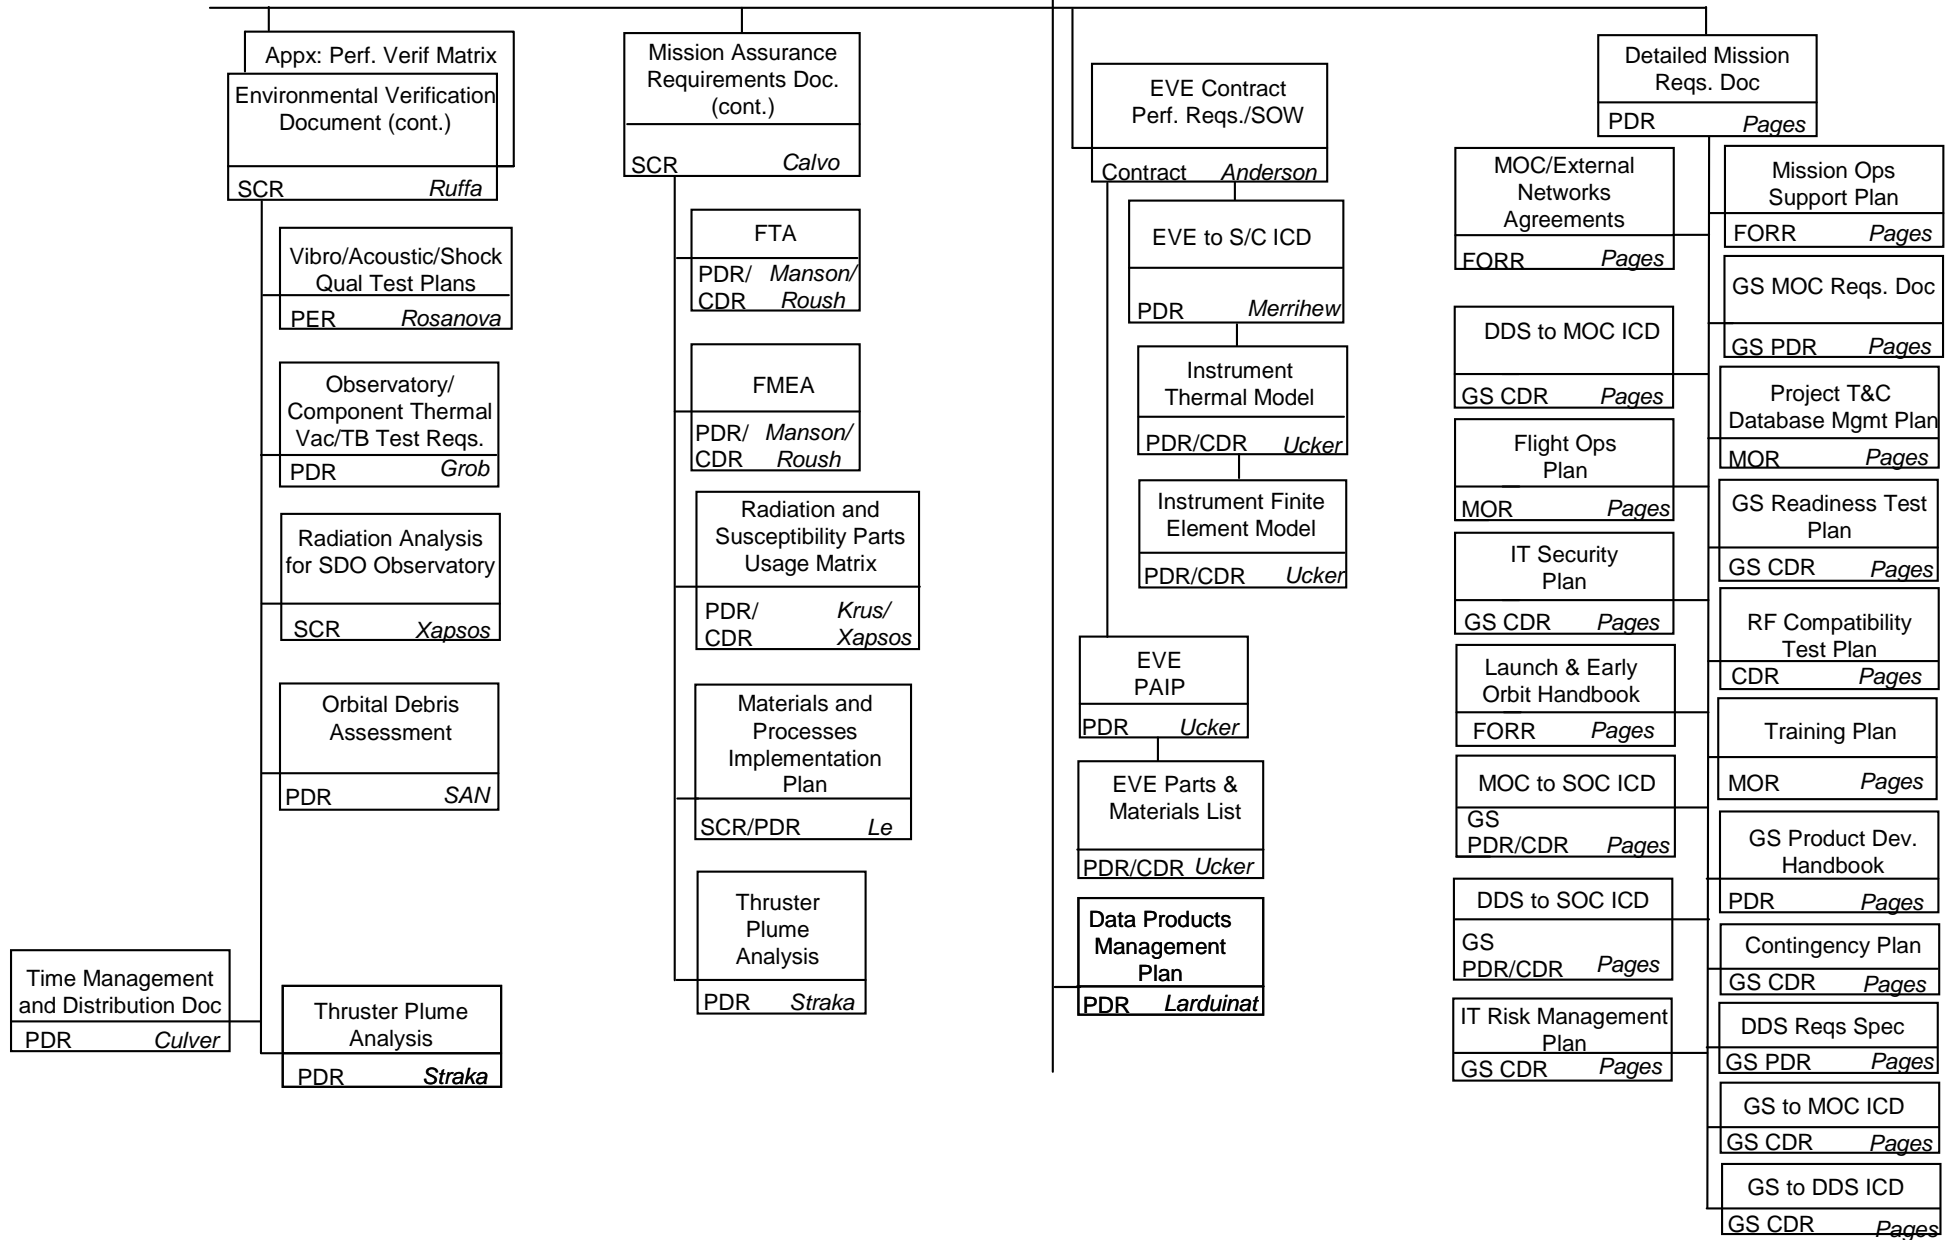 Appx: Perf. Verif Matrix
Environmental Verification
Document (cont.)
SCR Ruffa
Vibro/Acoustic/Shock
Qual Test Plans
PER Rosanova
Observatory/
Component Thermal
Vac/TB Test Reqs.
PDR Grob
Radiation Analysis
for SDO Observatory
SCR Xapsos
Orbital Debris
Assessment
PDR SAN
Time Management
and Distribution Doc
PDR Culver
Thruster Plume
Analysis
PDR Straka
Mission Assurance
Requirements Doc.
(cont.)
SCR Calvo
FTA
PDR/ Manson/
CDR Roush
FMEA
PDR/ Manson/
CDR Roush
Radiation and
Susceptibility Parts
Usage Matrix
PDR/ Krus/
CDR Xapsos
Materials and
Processes
Implementation
Plan
SCR/PDR Le
Thruster
Plume
Analysis
PDR Straka
EVE Contract
Perf. Reqs./SOW
Contract Anderson
EVE to S/C ICD
PDR Merrihew
Instrument
Thermal Model
PDR/CDR Ucker
Instrument Finite
Element Model
PDR/CDR Ucker
EVE
PAIP
PDR Ucker
EVE Parts &
Materials List
PDR/CDR Ucker
Data Products
Management
Plan
PDR Larduinat
Detailed Mission
Reqs. Doc
PDR Pages
MOC/External
Networks
Agreements
FORR Pages
DDS to MOC ICD
GS CDR Pages
Flight Ops
Plan
MOR Pages
IT Security
Plan
GS CDR Pages
Launch & Early
Orbit Handbook
FORR Pages
MOC to SOC ICD
GS
PDR/CDR Pages
DDS to SOC ICD
GS
PDR/CDR Pages
IT Risk Management
Plan
GS CDR Pages
Mission Ops
Support Plan
FORR Pages
GS MOC Reqs. Doc
GS PDR Pages
Project T&C
Database Mgmt Plan
MOR Pages
GS Readiness Test
Plan
GS CDR Pages
RF Compatibility
Test Plan
CDR Pages
Training Plan
MOR Pages
GS Product Dev.
Handbook
PDR Pages
Contingency Plan
GS CDR Pages
DDS Reqs Spec
GS PDR Pages
GS to MOC ICD
GS CDR Pages
GS to DDS ICD
GS CDR Pages